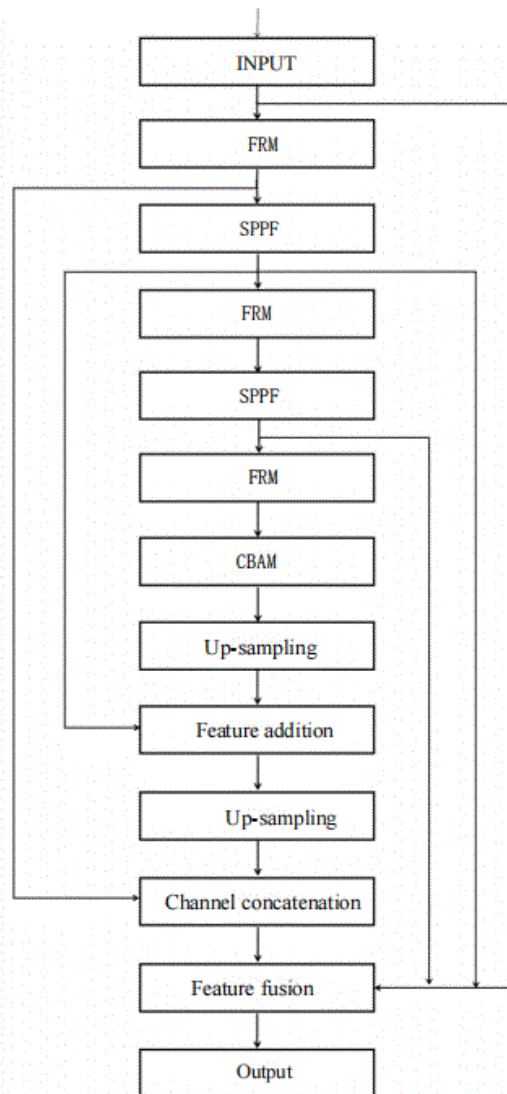 INPUT
FRM
SPPF
FRM
SPPF
FRM
CBAM
Up-sampling
Feature addition
Up-sampling
Channel concatenation
Feature fusion
Output